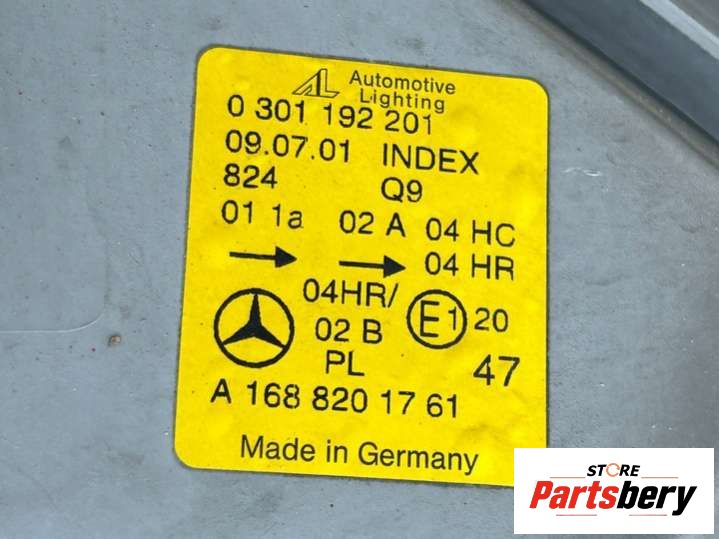 AL Automotive
Lighting
0 301 192 201
09.07.01 INDEX
824 Q9
01 1a 02 A 04 HC
04 HR
04HR/
02 B E1 20
PL 47
A 168 820 17 61
Made in Germany
STORE
Partsbery